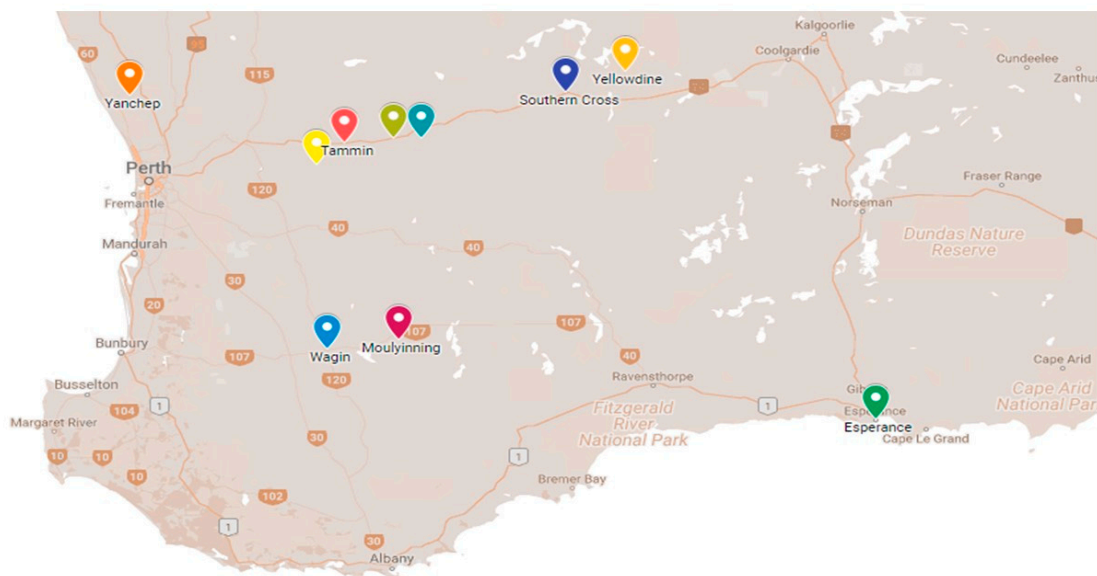 Kalgoorlie
60
95
Coolgardie
Cundeelee
115
Yellowdine
Zanthus
Yanchep
Southern Cross
94
Tammin
94
Perth
Fraser Range
120
Fremantle
Norseman
40
Mandurah
40
Dundas Nature
Reserve
30
20
107
107
Bunbury
Wagin
Moulyinning
107
40
Cape Arid
120
Ravensthorpe
Busselton
Gib
Cape Arid
National Par
104
1
1
Fitzgerald
River
National Park
Esperance
Margaret River
Esperance
Cape Le Grand
30
10
10
1
10
Bremer Bay
102
1
30
Albany